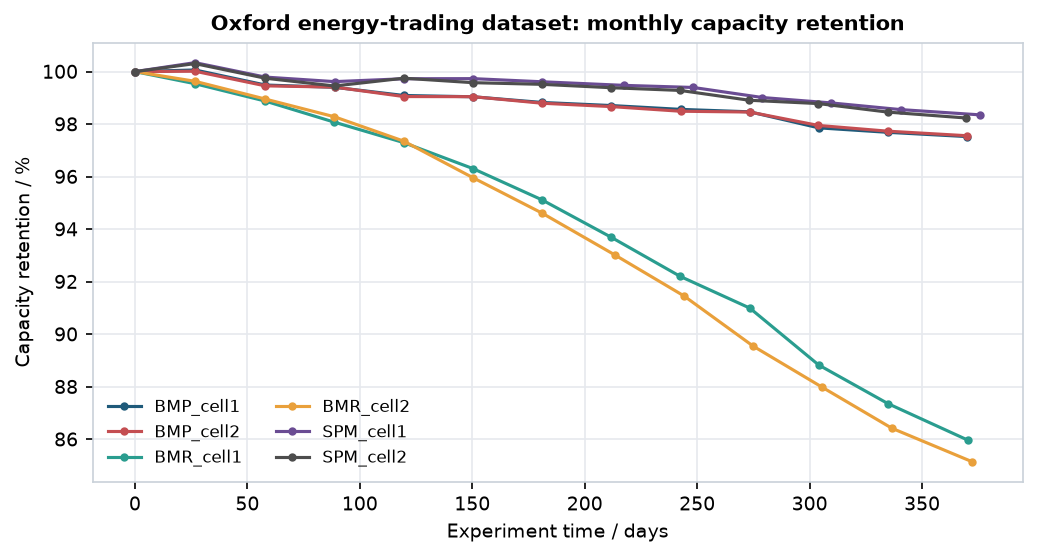 Oxford energy-trading dataset: monthly capacity retention
Capacity retention / %
100
98
96
94
92
90
88
86
BMP_cell1
BMP_cell2
BMR_cell1
BMR_cell2
SPM_cell1
SPM_cell2
0 50 100 150 200 250 300 350
Experiment time / days